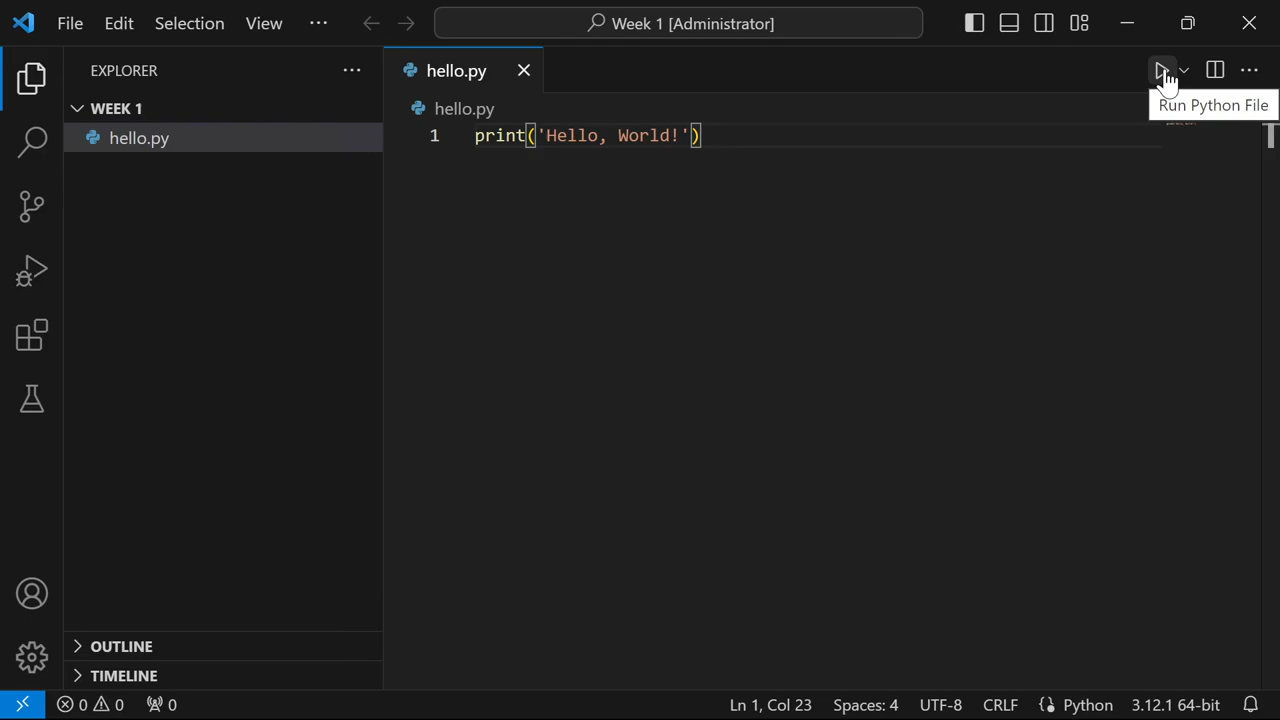 File Edit Selection View ··· Week 1 [Administrator]
EXPLORER ···
WEEK 1
hello.py
OUTLINE
TIMELINE
hello.py
Run Python File
hello.py
1 print('Hello, World!')
0 0 0 Ln 1, Col 23 Spaces: 4 UTF-8 CRLF Python 3.12.1 64-bit